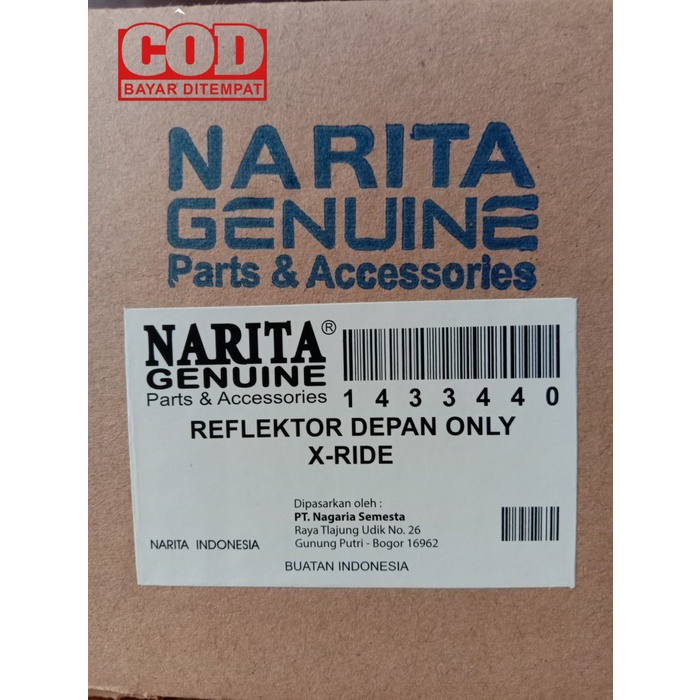 COD
BAYAR DITEMPAT
NARITA
GENUINE
Parts & Accessories
NARITA®
GENUINE
Parts & Accessories
1 4 3 3 4 4 0
REFLEKTOR DEPAN ONLY
X-RIDE
Dipasarkan oleh :
PT. Nagaria Semesta
Raya Tlajung Udik No. 26
Gunung Putri - Bogor 16962
NARITA INDONESIA
BUATAN INDONESIA